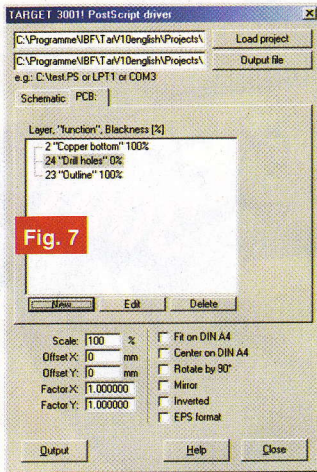 TARGET 3001! PostScript driver
C:\Programme\IBF\TarV10english\Projects\
Load project
C:\Programme\IBF\TarV10english\Projects\
Output file
e.g.: C:\test.PS or LPT1 or COM3
Schematic PCB:
Layer, "function", Blackness [%]
2 "Copper bottom" 100%
24 "Drill holes" 0%
23 "Outline" 100%
Fig. 7
New Edit Delete
Scale: 100 %
Offset X: 0 mm
Offset Y: 0 mm
Factor X: 1.000000
Factor Y: 1.000000
Fit on DIN A4
Center on DIN A4
Rotate by 90°
Mirror
Inverted
EPS format
Output Help Close